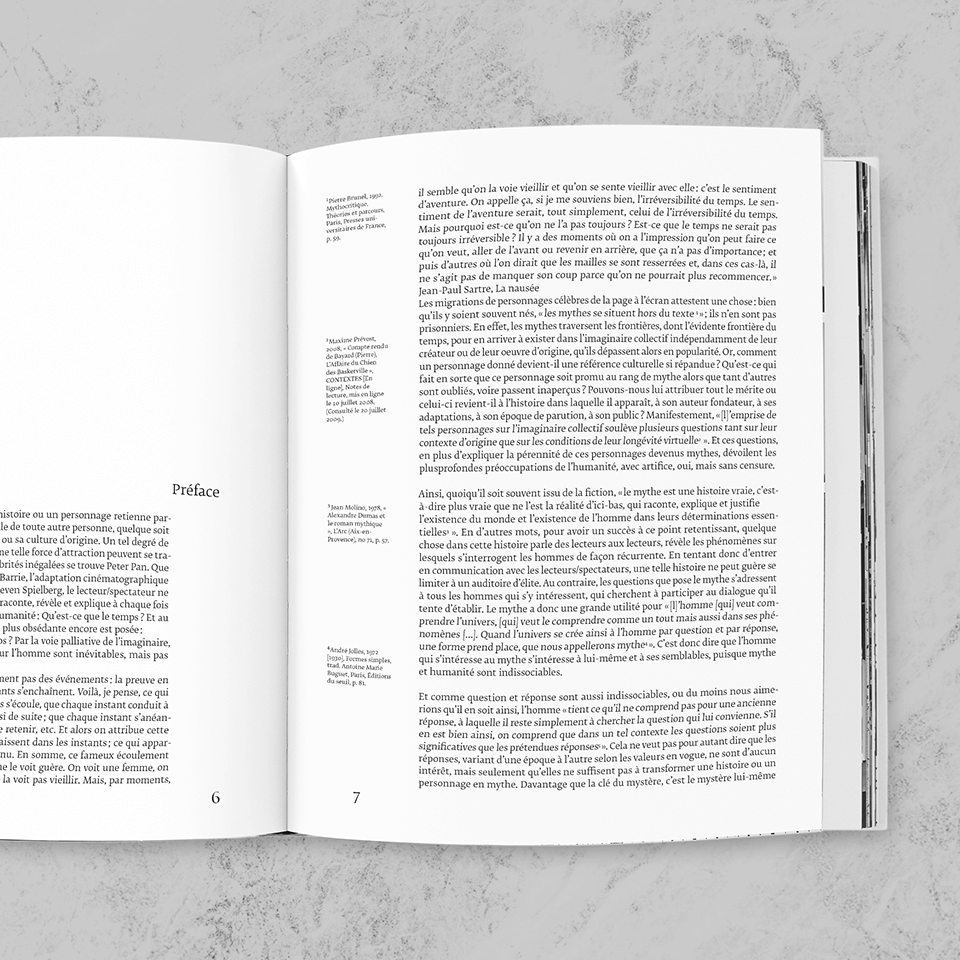 Préface
histoire ou un personnage retienne par-
le de toute autre personne, quelque soit
ou sa culture d'origine. Un tel degré de
ne telle force d'attraction peuvent se tra-
brités inégalées se trouve Peter Pan. Que
Barrie, l'adaptation cinématographique
even Spielberg, le lecteur/spectateur ne
raconte, révèle et explique à chaque fois
umanité; Qu'est-ce que le temps ? Et au
plus obsédante encore est posée:
os ? Par la voie palliative de l'imaginaire,
ur l'homme sont inévitables, mais pas
ment pas des événements: la preuve en
nts s'enchaînent. Voilà, je pense, ce qui
s s'écoule, que chaque instant conduit à
si de suite; que chaque instant s'anéan-
e retenir, etc. Et alors on attribue cette
aissent dans les instants; ce qui appar-
nu. En somme, ce fameux écoulement
ne le voit guère. On voit une femme, on
la voit pas vieillir. Mais, par moments,
6
¹Pierre Brunel, 1992,
Mythocritique.
Théories et parcours,
Paris, Presses uni-
versitaires de France,
p. 59.
²Maxime Prévost,
2008, « Compte rendu
de Bayard (Pierre),
L'Affaire du Chien
des Baskerville »,
CONTEXTES [En
ligne], Notes de
lecture, mis en ligne
le 10 juillet 2008,
(Consulté le 20 juillet
2009.)
³Jean Molino, 1978, «
Alexandre Dumas et
le roman mythique
», L'Arc (Aix-en-
Provence), no 71, p. 57.
⁴André Jolles, 1972
[1930], Formes simples,
trad. Antoine Marie
Buguet, Paris, Éditions
du seuil, p. 81.
7
il semble qu'on la voie vieillir et qu'on se sente vieillir avec elle: c'est le sentiment
d'aventure. On appelle ça, si je me souviens bien, l'irréversibilité du temps. Le sen-
timent de l'aventure serait, tout simplement, celui de l'irréversibilité du temps.
Mais pourquoi est-ce qu'on ne l'a pas toujours ? Est-ce que le temps ne serait pas
toujours irréversible ? Il y a des moments où on a l'impression qu'on peut faire ce
qu'on veut, aller de l'avant ou revenir en arrière, que ça n'a pas d'importance; et
puis d'autres où l'on dirait que les mailles se sont resserrées et, dans ces cas-là, il
ne s'agit pas de manquer son coup parce qu'on ne pourrait plus recommencer.»
Jean-Paul Sartre, La nausée
Les migrations de personnages célèbres de la page à l'écran attestent une chose: bien
qu'ils y soient souvent nés, «les mythes se situent hors du texte ¹»; ils n'en sont pas
prisonniers. En effet, les mythes traversent les frontières, dont l'évidente frontière du
temps, pour en arriver à exister dans l'imaginaire collectif indépendamment de leur
créateur ou de leur oeuvre d'origine, qu'ils dépassent alors en popularité. Or, comment
un personnage donné devient-il une référence culturelle si répandue ? Qu'est-ce qui
fait en sorte que ce personnage soit promu au rang de mythe alors que tant d'autres
sont oubliés, voire passent inaperçus ? Pouvons-nous lui attribuer tout le mérite ou
celui-ci revient-il à l'histoire dans laquelle il apparaît, à son auteur fondateur, à ses
adaptations, à son époque de parution, à son public ? Manifestement, «[l]'emprise de
tels personnages sur l'imaginaire collectif soulève plusieurs questions tant sur leur
contexte d'origine que sur les conditions de leur longévité virtuelle² ». Et ces questions,
en plus d'expliquer la pérennité de ces personnages devenus mythes, dévoilent les
plusprofondes préoccupations de l'humanité, avec artifice, oui, mais sans censure.
Ainsi, quoiqu'il soit souvent issu de la fiction, «le mythe est une histoire vraie, c'est-
à-dire plus vraie que ne l'est la réalité d'ici-bas, qui raconte, explique et justifie
l'existence du monde et l'existence de l'homme dans leurs déterminations essen-
tielles³ ». En d'autres mots, pour avoir un succès à ce point retentissant, quelque
chose dans cette histoire parle des lecteurs aux lecteurs, révèle les phénomènes sur
lesquels s'interrogent les hommes de façon récurrente. En tentant donc d'entrer
en communication avec les lecteurs/spectateurs, une telle histoire ne peut guère se
limiter à un auditoire d'élite. Au contraire, les questions que pose le mythe s'adressent
à tous les hommes qui s'y intéressent, qui cherchent à participer au dialogue qu'il
tente d'établir. Le mythe a donc une grande utilité pour «[l]'homme [qui] veut com-
prendre l'univers, [qui] veut le comprendre comme un tout mais aussi dans ses phé-
nomènes [...]. Quand l'univers se crée ainsi à l'homme par question et par réponse,
une forme prend place, que nous appellerons mythe⁴». C'est donc dire que l'homme
qui s'intéresse au mythe s'intéresse à lui-même et à ses semblables, puisque mythe
et humanité sont indissociables.
Et comme question et réponse sont aussi indissociables, ou du moins nous aime-
rions qu'il en soit ainsi, l'homme «tient ce qu'il ne comprend pas pour une ancienne
réponse, à laquelle il reste simplement à chercher la question qui lui convienne. S'il
en est bien ainsi, on comprend que dans un tel contexte les questions soient plus
significatives que les prétendues réponses⁵». Cela ne veut pas pour autant dire que les
réponses, variant d'une époque à l'autre selon les valeurs en vogue, ne sont d'aucun
intérêt, mais seulement qu'elles ne suffisent pas à transformer une histoire ou un
personnage en mythe. Davantage que la clé du mystère, c'est le mystère lui-même